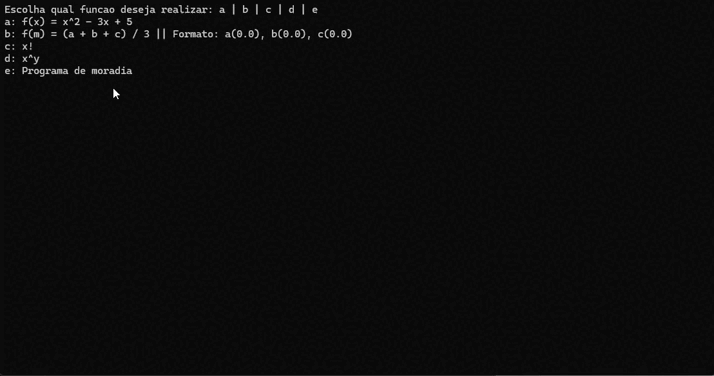 Escolha qual funcao deseja realizar: a | b | c | d | e
a: f(x) = x^2 - 3x + 5
b: f(m) = (a + b + c) / 3 || Formato: a(0.0), b(0.0), c(0.0)
c: x!
d: x^y
e: Programa de moradia